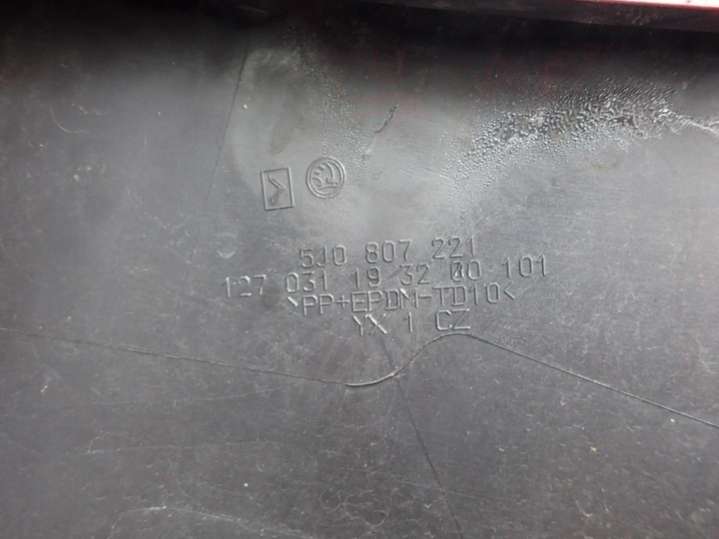 5J0 807 221
127 031 19 32 00 101
>PP+EPDM-TD10<
YX 1 CZ